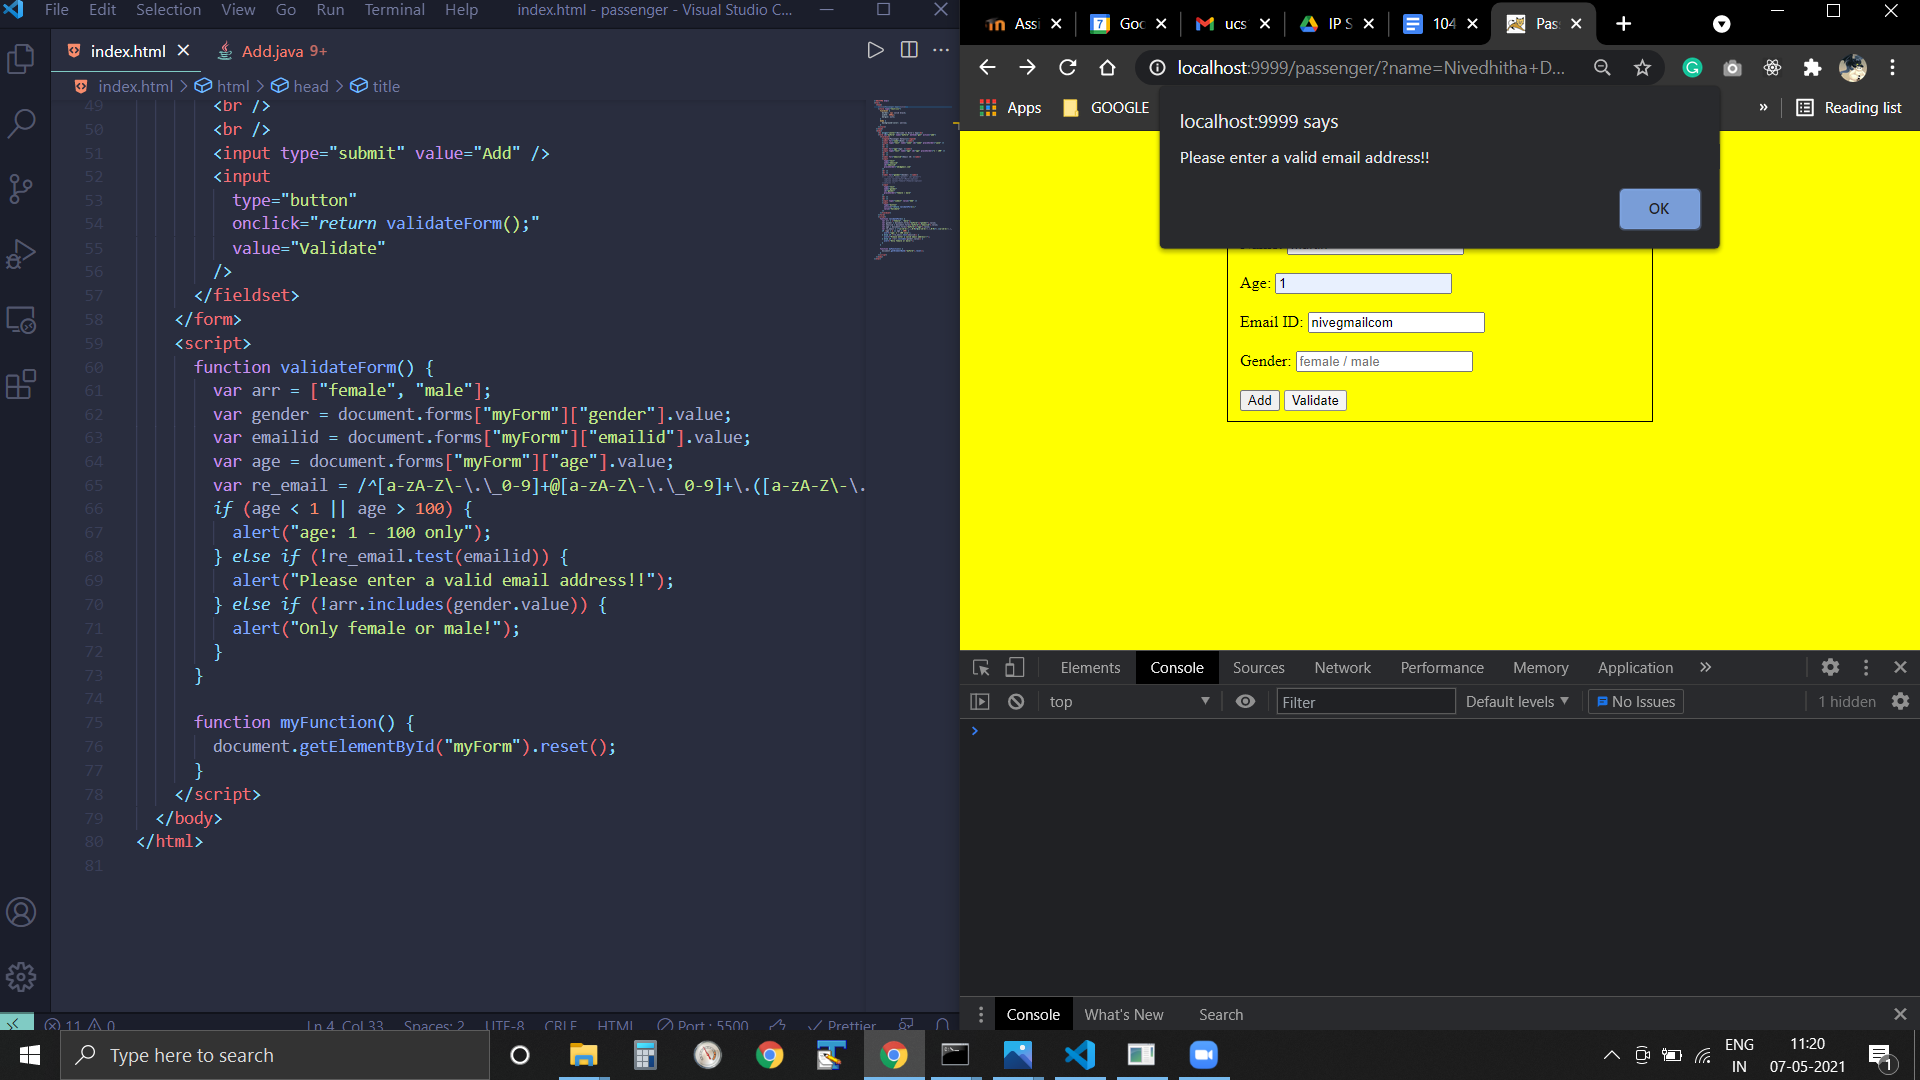 File Edit Selection View Go Run Terminal Help index.html - passenger - Visual Studio C...
index.html
Add.java 9+
index.html > html > head > title
49 <br />
50 <br />
51 <input type="submit" value="Add" />
52 <input
53 type="button"
54 onclick="return validateForm();"
55 value="Validate"
56 />
57 </fieldset>
58 </form>
59 <script>
60 function validateForm() {
61 var arr = ["female", "male"];
62 var gender = document.forms["myForm"]["gender"].value;
63 var emailid = document.forms["myForm"]["emailid"].value;
64 var age = document.forms["myForm"]["age"].value;
65 var re_email = /^[a-zA-Z\-\.\_0-9]+@[a-zA-Z\-\.\_0-9]+\.([a-zA-Z\-\.
66 if (age < 1 || age > 100) {
67 alert("age: 1 - 100 only");
68 } else if (!re_email.test(emailid)) {
69 alert("Please enter a valid email address!!");
70 } else if (!arr.includes(gender.value)) {
71 alert("Only female or male!");
72 }
73 }
74
75 function myFunction() {
76 document.getElementById("myForm").reset();
77 }
78 </script>
79 </body>
80 </html>
81
11 0 Ln 4, Col 33 Spaces: 2 UTF-8 CRLF HTML Port : 5500 Prettier
Assi Goo ucs IP S 104 Pas
localhost:9999/passenger/?name=Nivedhitha+D...
Apps GOOGLE » Reading list
localhost:9999 says
Please enter a valid email address!!
OK
Age: 1
Email ID: nivegmailcom
Gender: female / male
Add Validate
Elements Console Sources Network Performance Memory Application »
top Filter Default levels No Issues 1 hidden
>
Console What's New Search
Type here to search
ENG
IN
11:20
07-05-2021
1